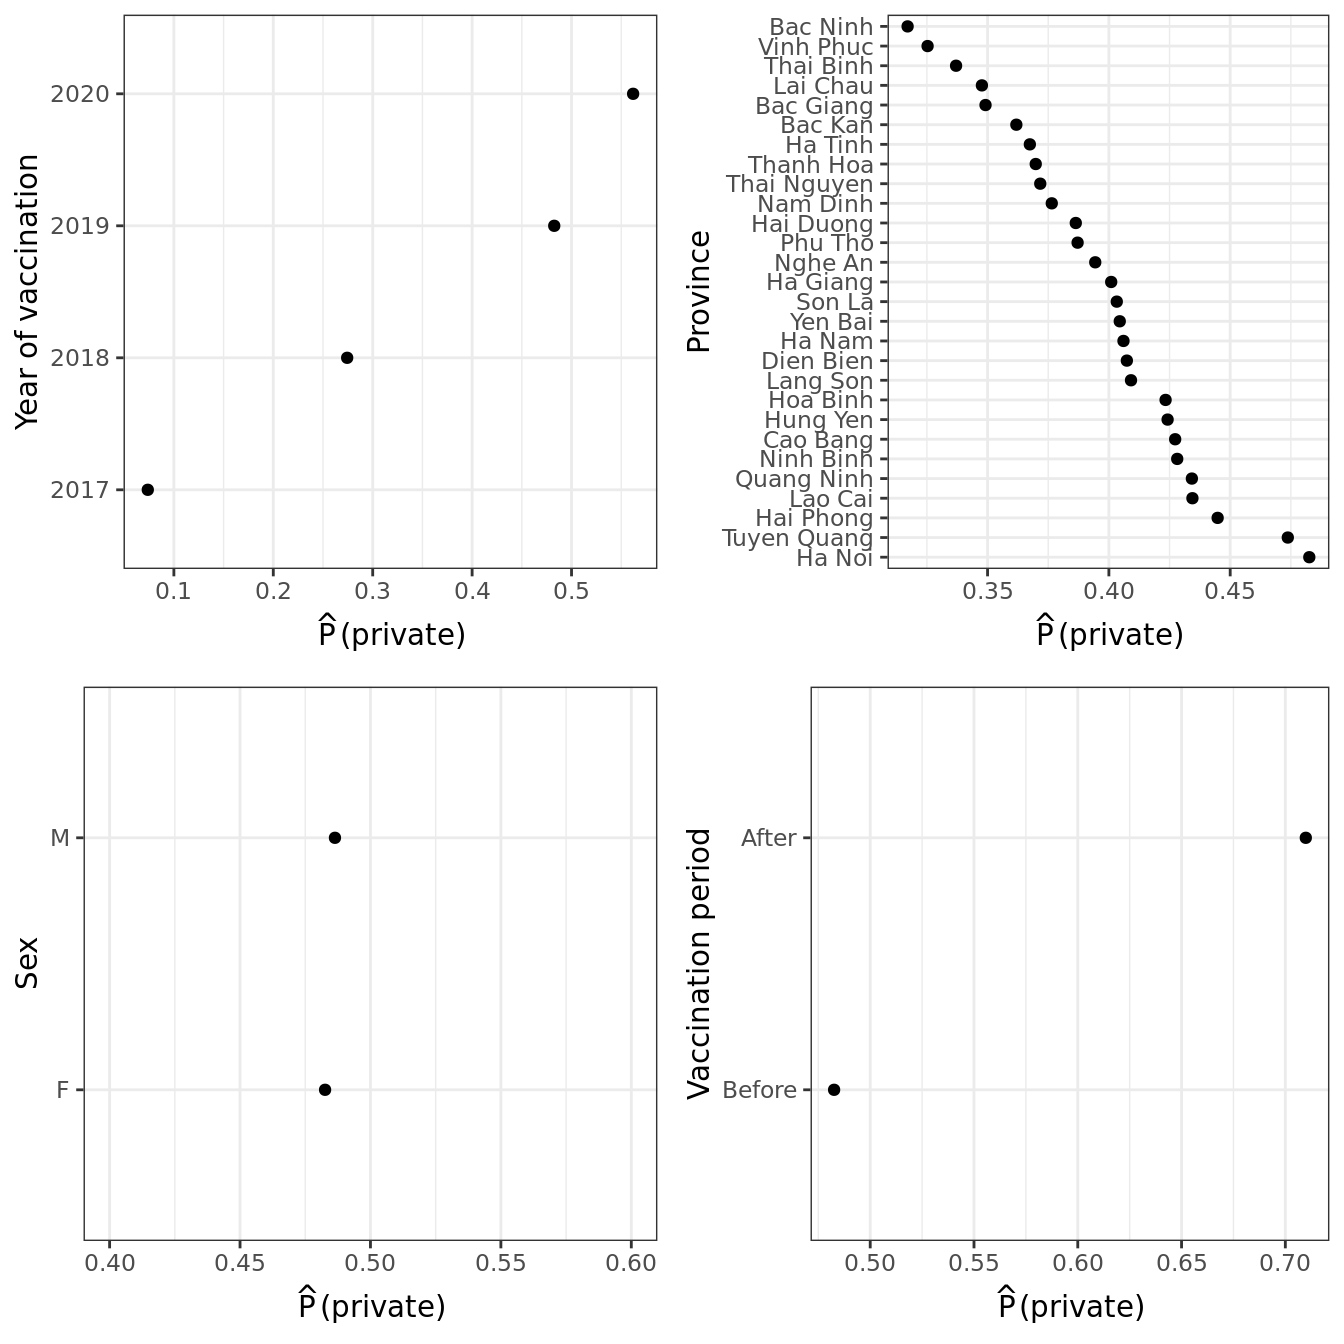 2020
2019
2018
2017
Year of vaccination
0.1 0.2 0.3 0.4 0.5
P̂(private)
Bac Ninh
Vinh Phuc
Thai Binh
Lai Chau
Bac Giang
Bac Kan
Ha Tinh
Thanh Hoa
Thai Nguyen
Nam Dinh
Hai Duong
Phu Tho
Nghe An
Ha Giang
Son La
Yen Bai
Ha Nam
Dien Bien
Lang Son
Hoa Binh
Hung Yen
Cao Bang
Ninh Binh
Quang Ninh
Lao Cai
Hai Phong
Tuyen Quang
Ha Noi
Province
0.35 0.40 0.45
P̂(private)
M
F
Sex
0.40 0.45 0.50 0.55 0.60
P̂(private)
After
Before
Vaccination period
0.50 0.55 0.60 0.65 0.70
P̂(private)